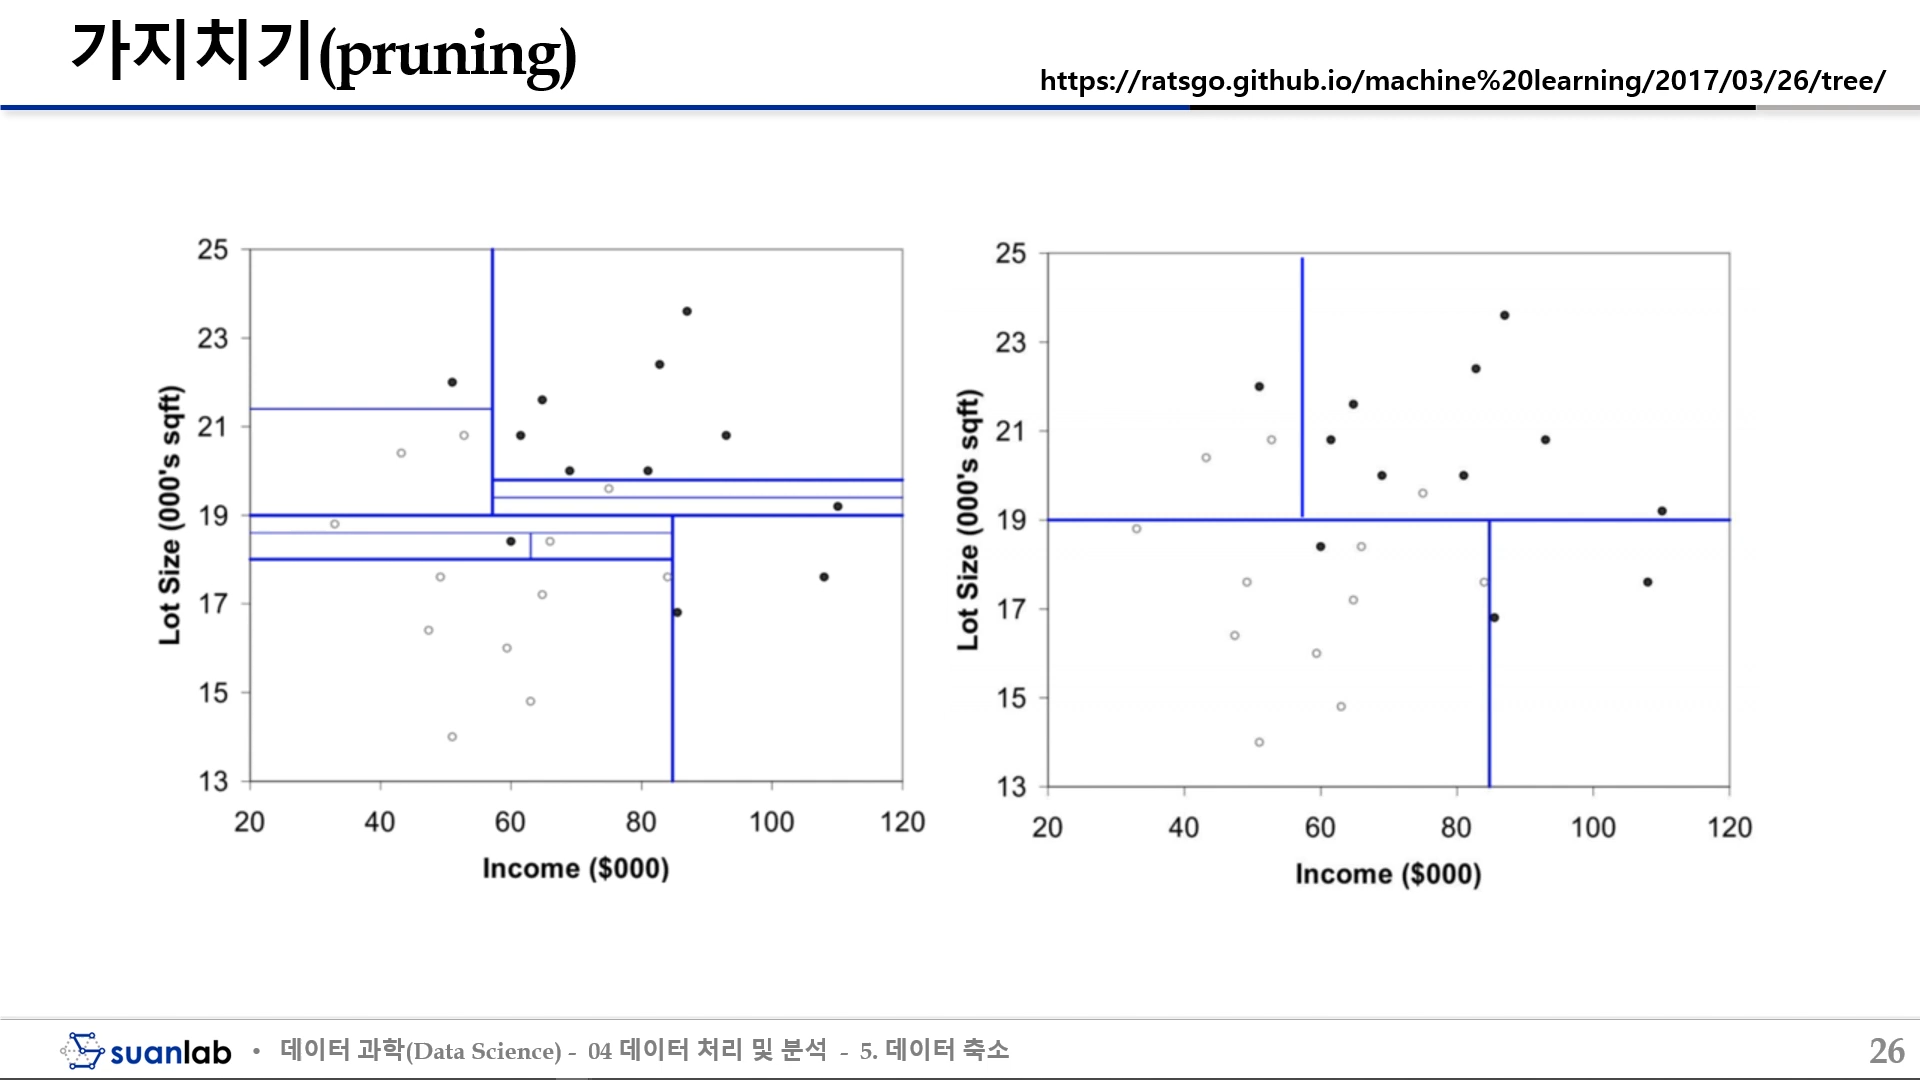 가지치기(pruning)
https://ratsgo.github.io/machine%20learning/2017/03/26/tree/
25
23
21
19
17
15
13
Lot Size (000's sqft)
20 40 60 80 100 120
Income ($000)
25
23
21
19
17
15
13
Lot Size (000's sqft)
20 40 60 80 100 120
Income ($000)
suanlab • 데이터 과학(Data Science) - 04 데이터 처리 및 분석 - 5. 데이터 축소
26